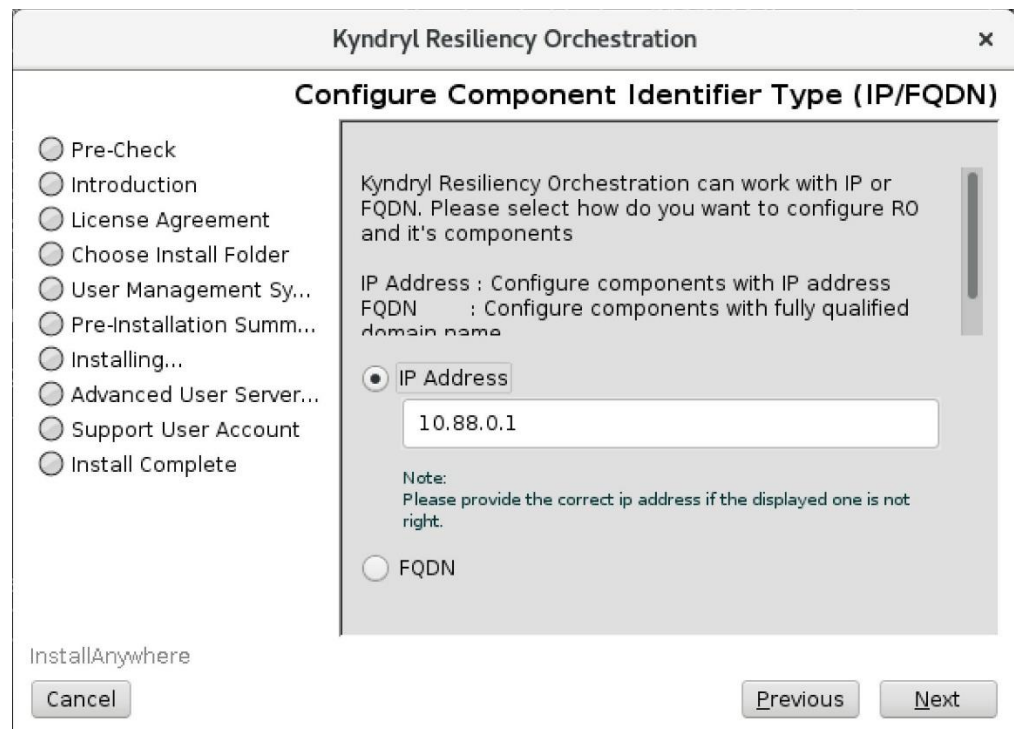 Kyndryl Resiliency Orchestration
Configure Component Identifier Type (IP/FQDN)
Pre-Check
Introduction
License Agreement
Choose Install Folder
User Management Sy...
Pre-Installation Summ...
Installing...
Advanced User Server...
Support User Account
Install Complete
Kyndryl Resiliency Orchestration can work with IP or
FQDN. Please select how do you want to configure RO
and it's components
IP Address : Configure components with IP address
FQDN : Configure components with fully qualified
domain name
IP Address
10.88.0.1
Note:
Please provide the correct ip address if the displayed one is not
right.
FQDN
InstallAnywhere
Cancel
Previous
Next